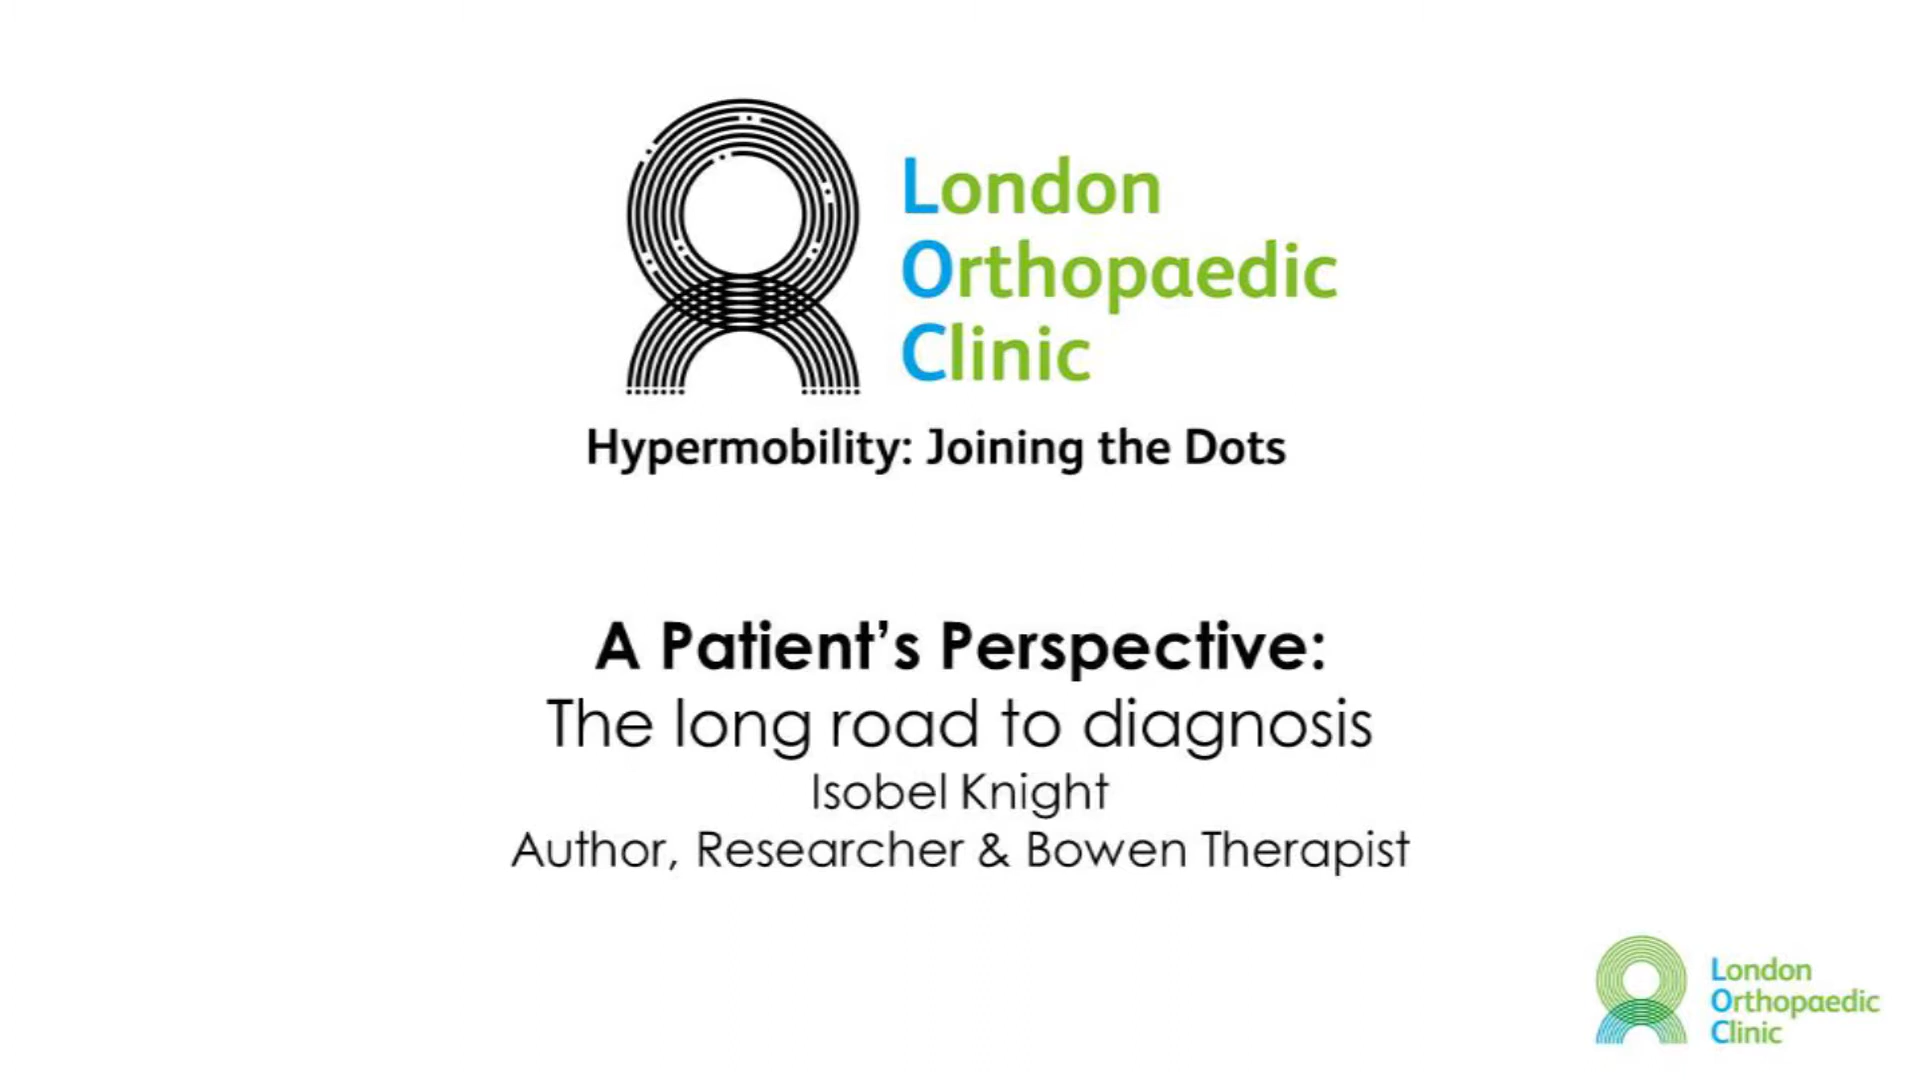 London
Orthopaedic
Clinic
Hypermobility: Joining the Dots
A Patient's Perspective:
The long road to diagnosis
Isobel Knight
Author, Researcher & Bowen Therapist
London
Orthopaedic
Clinic